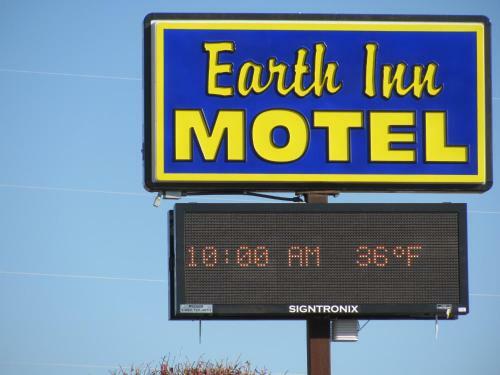 Earth Inn
MOTEL
10:00 AM 36°F
SIGNTRONIX